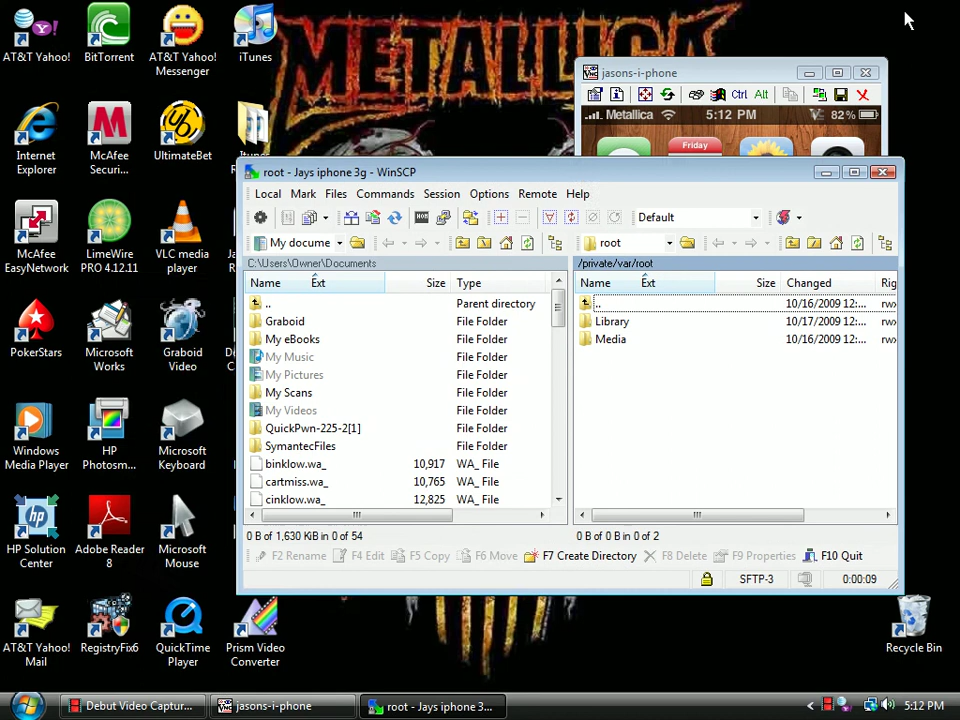 METALLICA
AT&T Yahoo!
BitTorrent
AT&T Yahoo! Messenger
iTunes
Internet Explorer
McAfee Securi...
UltimateBet
McAfee EasyNetwork
LimeWire PRO 4.12.11
VLC media player
PokerStars
Microsoft Works
Graboid Video
Windows Media Player
HP Photosm...
Microsoft Keyboard
HP Solution Center
Adobe Reader 8
Microsoft Mouse
AT&T Yahoo! Mail
RegistryFix6
QuickTime Player
Prism Video Converter
Recycle Bin
jasons-i-phone
Ctrl Alt
Metallica 5:12 PM 82%
Friday
root - Jays iphone 3g - WinSCP
Local Mark Files Commands Session Options Remote Help
Default
My docume
root
C:\Users\Owner\Documents
/private/var/root
Name Ext Size Type
.. Parent directory
Graboid File Folder
My eBooks File Folder
My Music File Folder
My Pictures File Folder
My Scans File Folder
My Videos File Folder
QuickPwn-225-2[1] File Folder
SymantecFiles File Folder
binklow.wa_ 10,917 WA_ File
cartmiss.wa_ 10,765 WA_ File
cinklow.wa_ 12,825 WA_ File
Name Ext Size Changed Rig
.. 10/16/2009 12:... rwx
Library 10/17/2009 12:... rwx
Media 10/16/2009 12:... rwx
0 B of 1,630 KiB in 0 of 54
0 B of 0 B in 0 of 2
F2 Rename F4 Edit F5 Copy F6 Move F7 Create Directory F8 Delete F9 Properties F10 Quit
SFTP-3 0:00:09
Debut Video Captur...
jasons-i-phone
root - Jays iphone 3...
5:12 PM